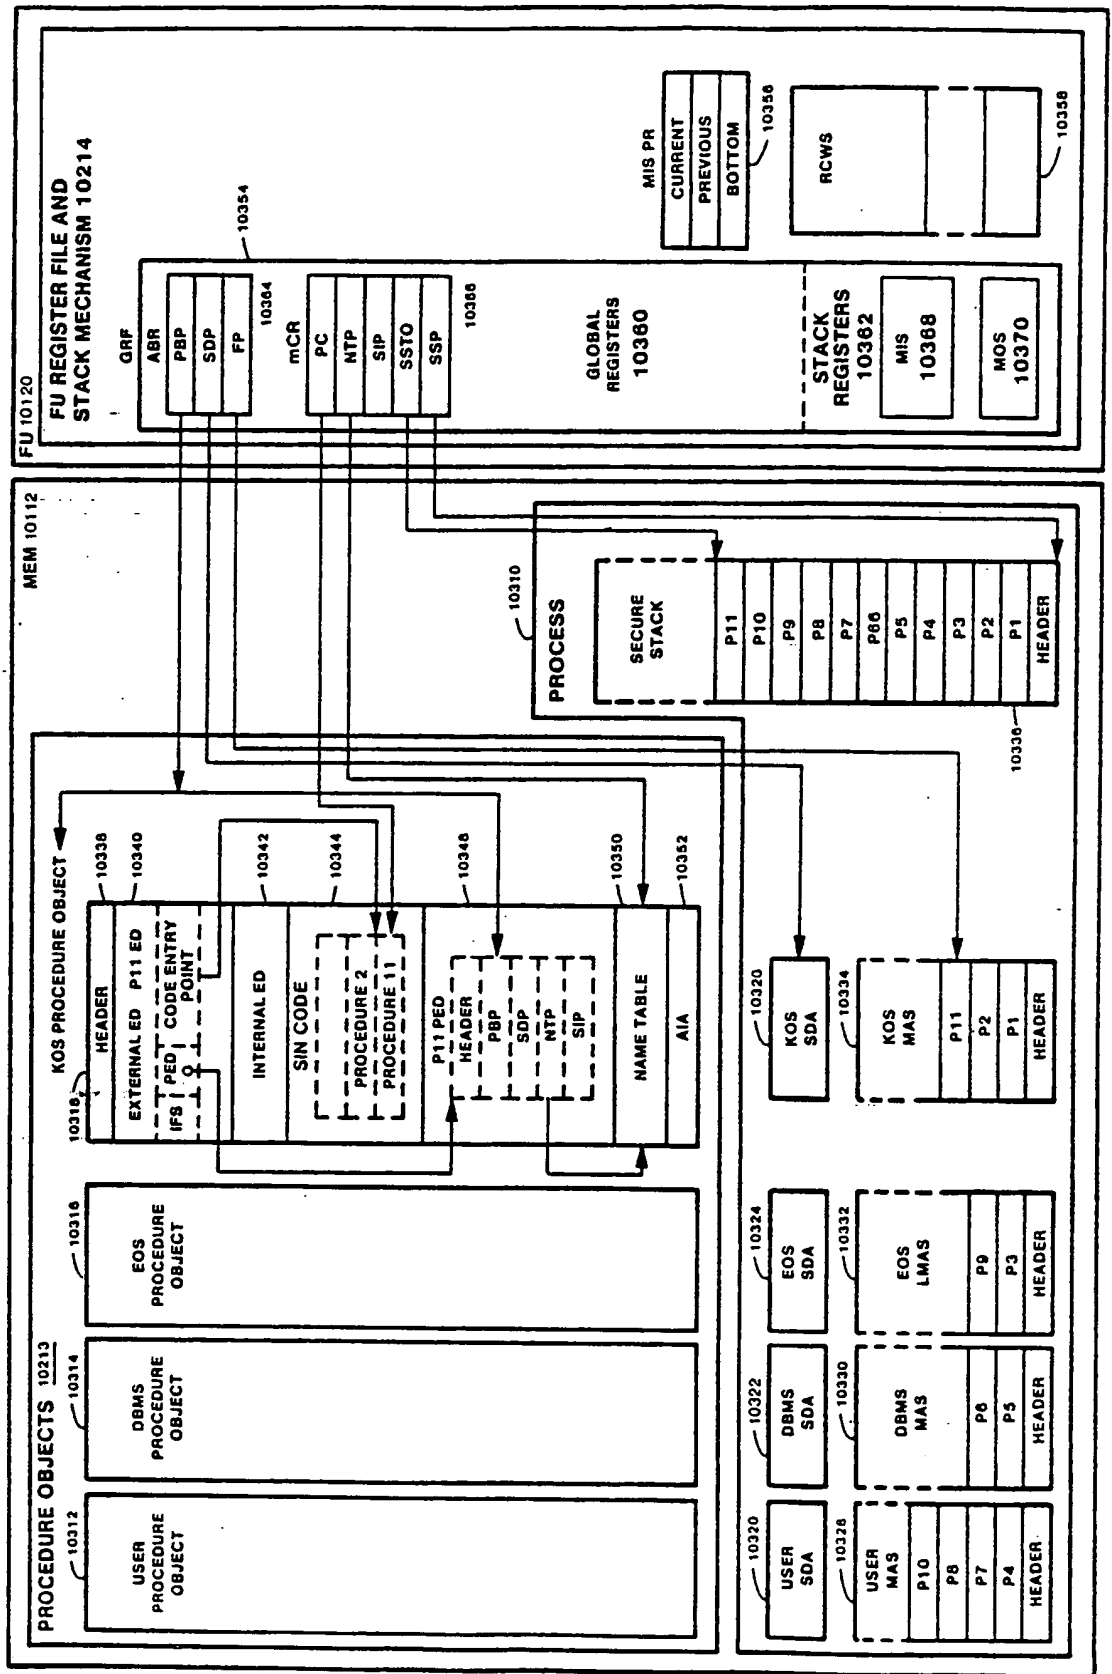 PROCEDURE OBJECTS 10213
10312
USER
PROCEDURE
OBJECT
10314
DBMS
PROCEDURE
OBJECT
10316
EOS
PROCEDURE
OBJECT
KOS PROCEDURE OBJECT
10318
HEADER
10338
EXTERNAL ED P11 ED
10340
IFS
PED
CODE ENTRY
POINT
INTERNAL ED
10342
SIN CODE
10344
PROCEDURE 2
PROCEDURE 11
P11 PED
10348
HEADER
PBP
SDP
NTP
SIP
NAME TABLE
10350
AIA
10352
MEM 10112
10320
USER
SDA
10322
DBMS
SDA
10324
EOS
SDA
10320
KOS
SDA
10328
USER
MAS
P10
P8
P7
P4
HEADER
10330
DBMS
MAS
P6
P5
HEADER
10332
EOS
LMAS
P9
P3
HEADER
10334
KOS
MAS
P11
P2
P1
HEADER
10310
PROCESS
SECURE
STACK
P11
P10
P9
P8
P7
P66
P5
P4
P3
P2
P1
HEADER
10336
FU 10120
FU REGISTER FILE AND
STACK MECHANISM 10214
GRF
10354
ABR
PBP
SDP
FP
10364
mCR
PC
NTP
SIP
SSTO
SSP
10366
GLOBAL
REGISTERS
10360
STACK
REGISTERS
10362
MIS
10368
MOS
10370
MIS PR
CURRENT
PREVIOUS
BOTTOM
10356
RCWS
10358